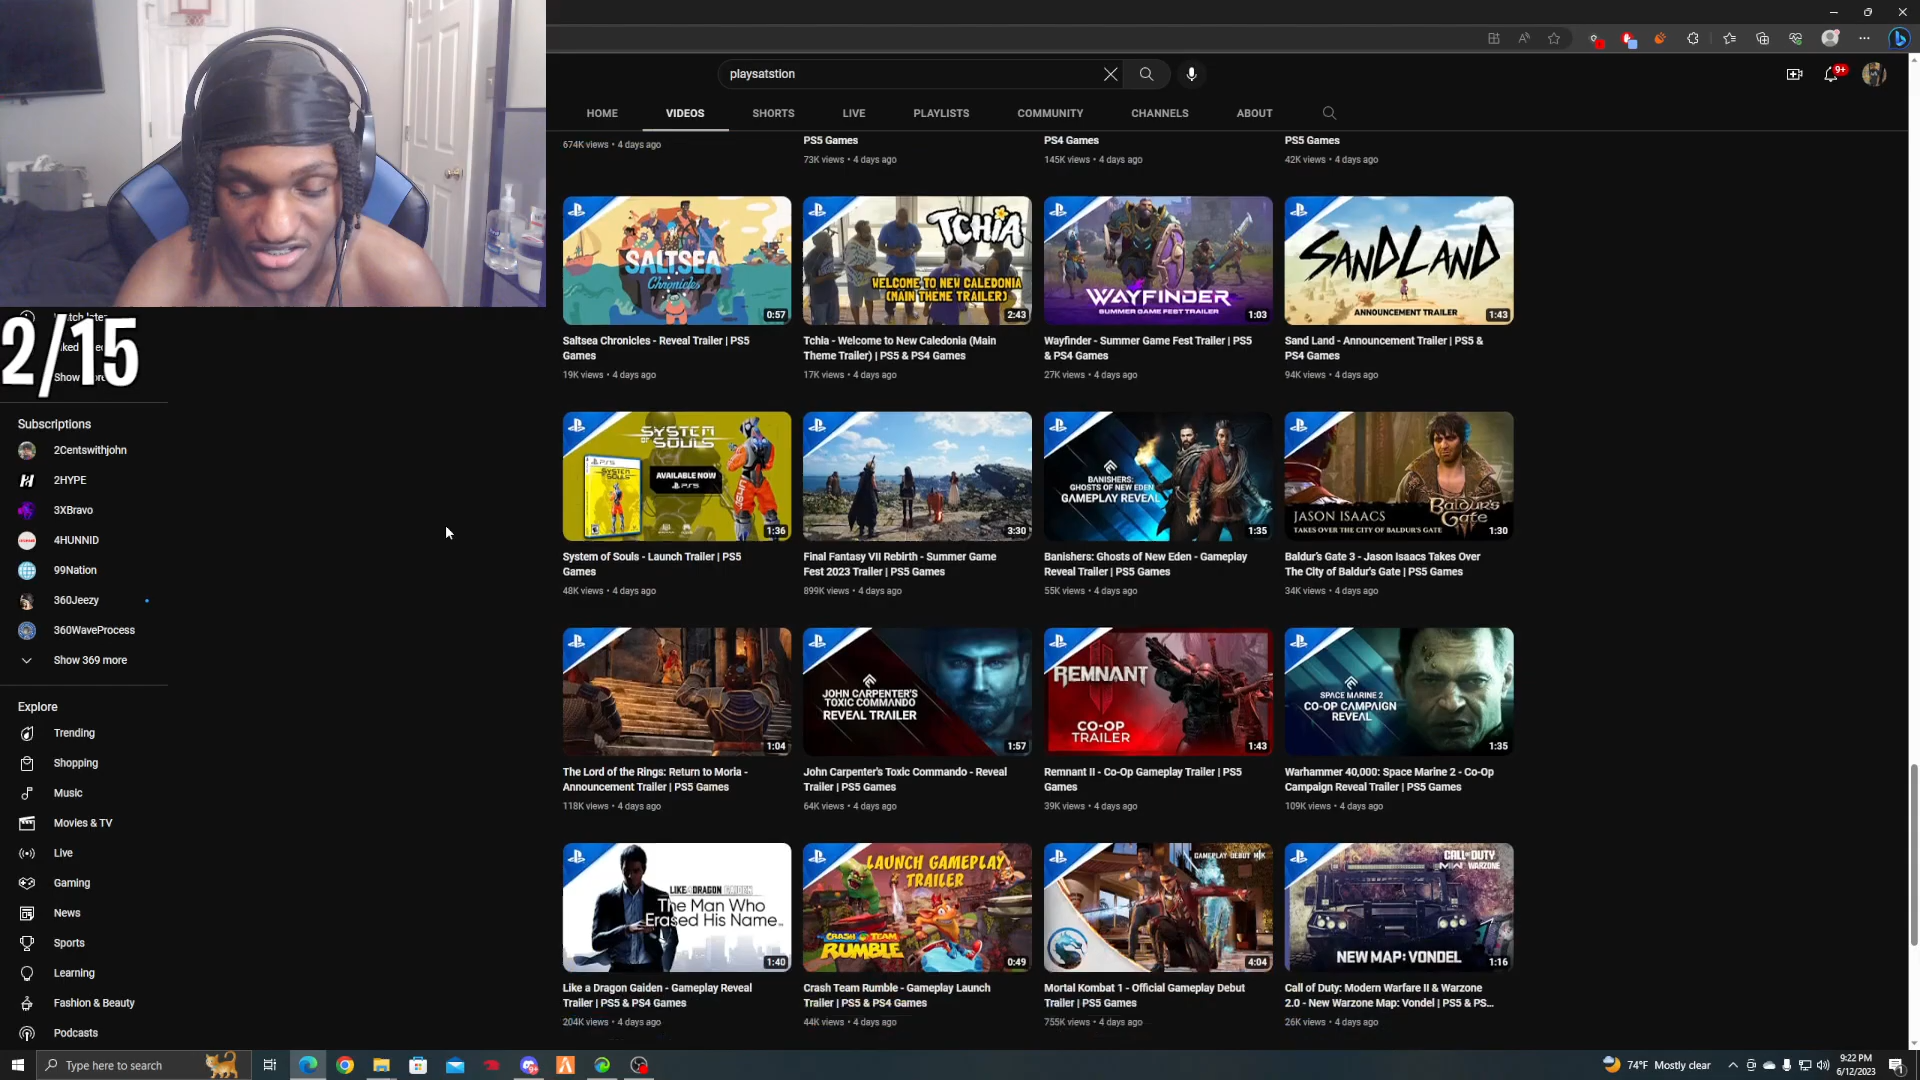 playsatstion
9+
HOME VIDEOS SHORTS LIVE PLAYLISTS COMMUNITY CHANNELS ABOUT
674K views • 4 days ago
PS5 Games
73K views • 4 days ago
PS4 Games
145K views • 4 days ago
PS5 Games
42K views • 4 days ago
2/15
Show
Subscriptions
2Centswithjohn
2HYPE
3XBravo
4HUNNID
99Nation
360Jeezy
360WaveProcess
Show 369 more
Explore
Trending
Shopping
Music
Movies & TV
Live
Gaming
News
Sports
Learning
Fashion & Beauty
Podcasts
SALTSEA
Chronicles
0:57
Saltsea Chronicles - Reveal Trailer | PS5
Games
19K views • 4 days ago
TCHIA
WELCOME TO NEW CALEDONIA
(MAIN THEME TRAILER)
2:43
Tchia - Welcome to New Caledonia (Main
Theme Trailer) | PS5 & PS4 Games
17K views • 4 days ago
WAYFINDER
SUMMER GAME FEST TRAILER
1:03
Wayfinder - Summer Game Fest Trailer | PS5
& PS4 Games
27K views • 4 days ago
SANDLAND
ANNOUNCEMENT TRAILER
1:43
Sand Land - Announcement Trailer | PS5 &
PS4 Games
94K views • 4 days ago
SYSTEM
OF SOULS
AVAILABLE NOW
PS5
1:36
System of Souls - Launch Trailer | PS5
Games
48K views • 4 days ago
3:30
Final Fantasy VII Rebirth - Summer Game
Fest 2023 Trailer | PS5 Games
899K views • 4 days ago
BANISHERS:
GHOSTS OF NEW EDEN
GAMEPLAY REVEAL
1:35
Banishers: Ghosts of New Eden - Gameplay
Reveal Trailer | PS5 Games
55K views • 4 days ago
JASON ISAACS
TAKES OVER THE CITY OF BALDUR'S GATE
BALDUR'S
GATE
1:30
Baldur's Gate 3 - Jason Isaacs Takes Over
The City of Baldur's Gate | PS5 Games
34K views • 4 days ago
1:04
The Lord of the Rings: Return to Moria -
Announcement Trailer | PS5 Games
118K views • 4 days ago
JOHN CARPENTER'S
TOXIC COMMANDO
REVEAL TRAILER
1:57
John Carpenter's Toxic Commando - Reveal
Trailer | PS5 Games
64K views • 4 days ago
REMNANT
II
CO-OP
TRAILER
1:43
Remnant II - Co-Op Gameplay Trailer | PS5
Games
39K views • 4 days ago
SPACE MARINE 2
CO-OP CAMPAIGN
REVEAL
1:35
Warhammer 40,000: Space Marine 2 - Co-Op
Campaign Reveal Trailer | PS5 Games
109K views • 4 days ago
LIKE A DRAGON GAIDEN
The Man Who
Erased His Name
1:40
Like a Dragon Gaiden - Gameplay Reveal
Trailer | PS5 & PS4 Games
204K views • 4 days ago
LAUNCH GAMEPLAY
TRAILER
CRASH TEAM
RUMBLE
0:49
Crash Team Rumble - Gameplay Launch
Trailer | PS5 & PS4 Games
44K views • 4 days ago
GAMEPLAY DEBUT
4:04
Mortal Kombat 1 - Official Gameplay Debut
Trailer | PS5 Games
755K views • 4 days ago
CALL OF DUTY
WARZONE
NEW MAP: VONDEL
1:16
Call of Duty: Modern Warfare II & Warzone
2.0 - New Warzone Map: Vondel | PS5 & PS...
26K views • 4 days ago
Type here to search
74°F Mostly clear
9:22 PM
6/12/2023